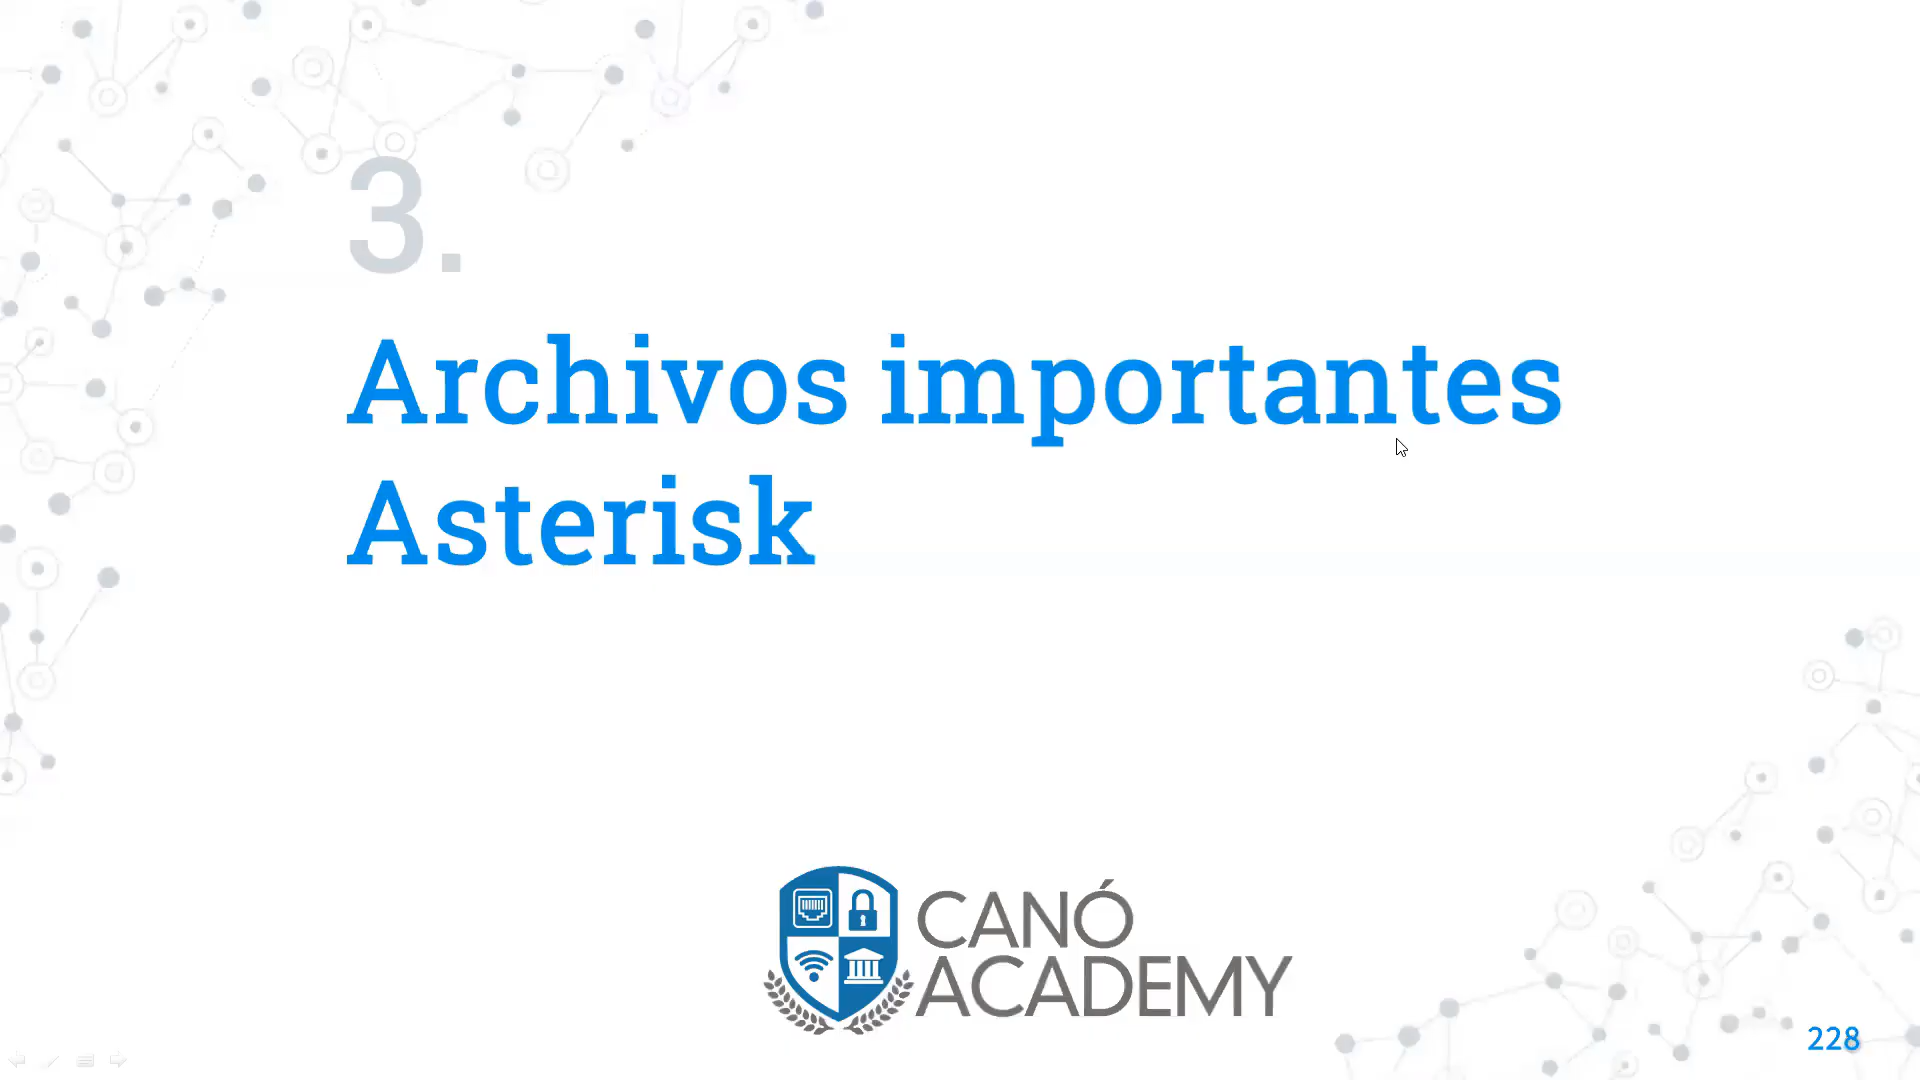 3.
Archivos importantes
Asterisk
CANÓ
ACADEMY
228